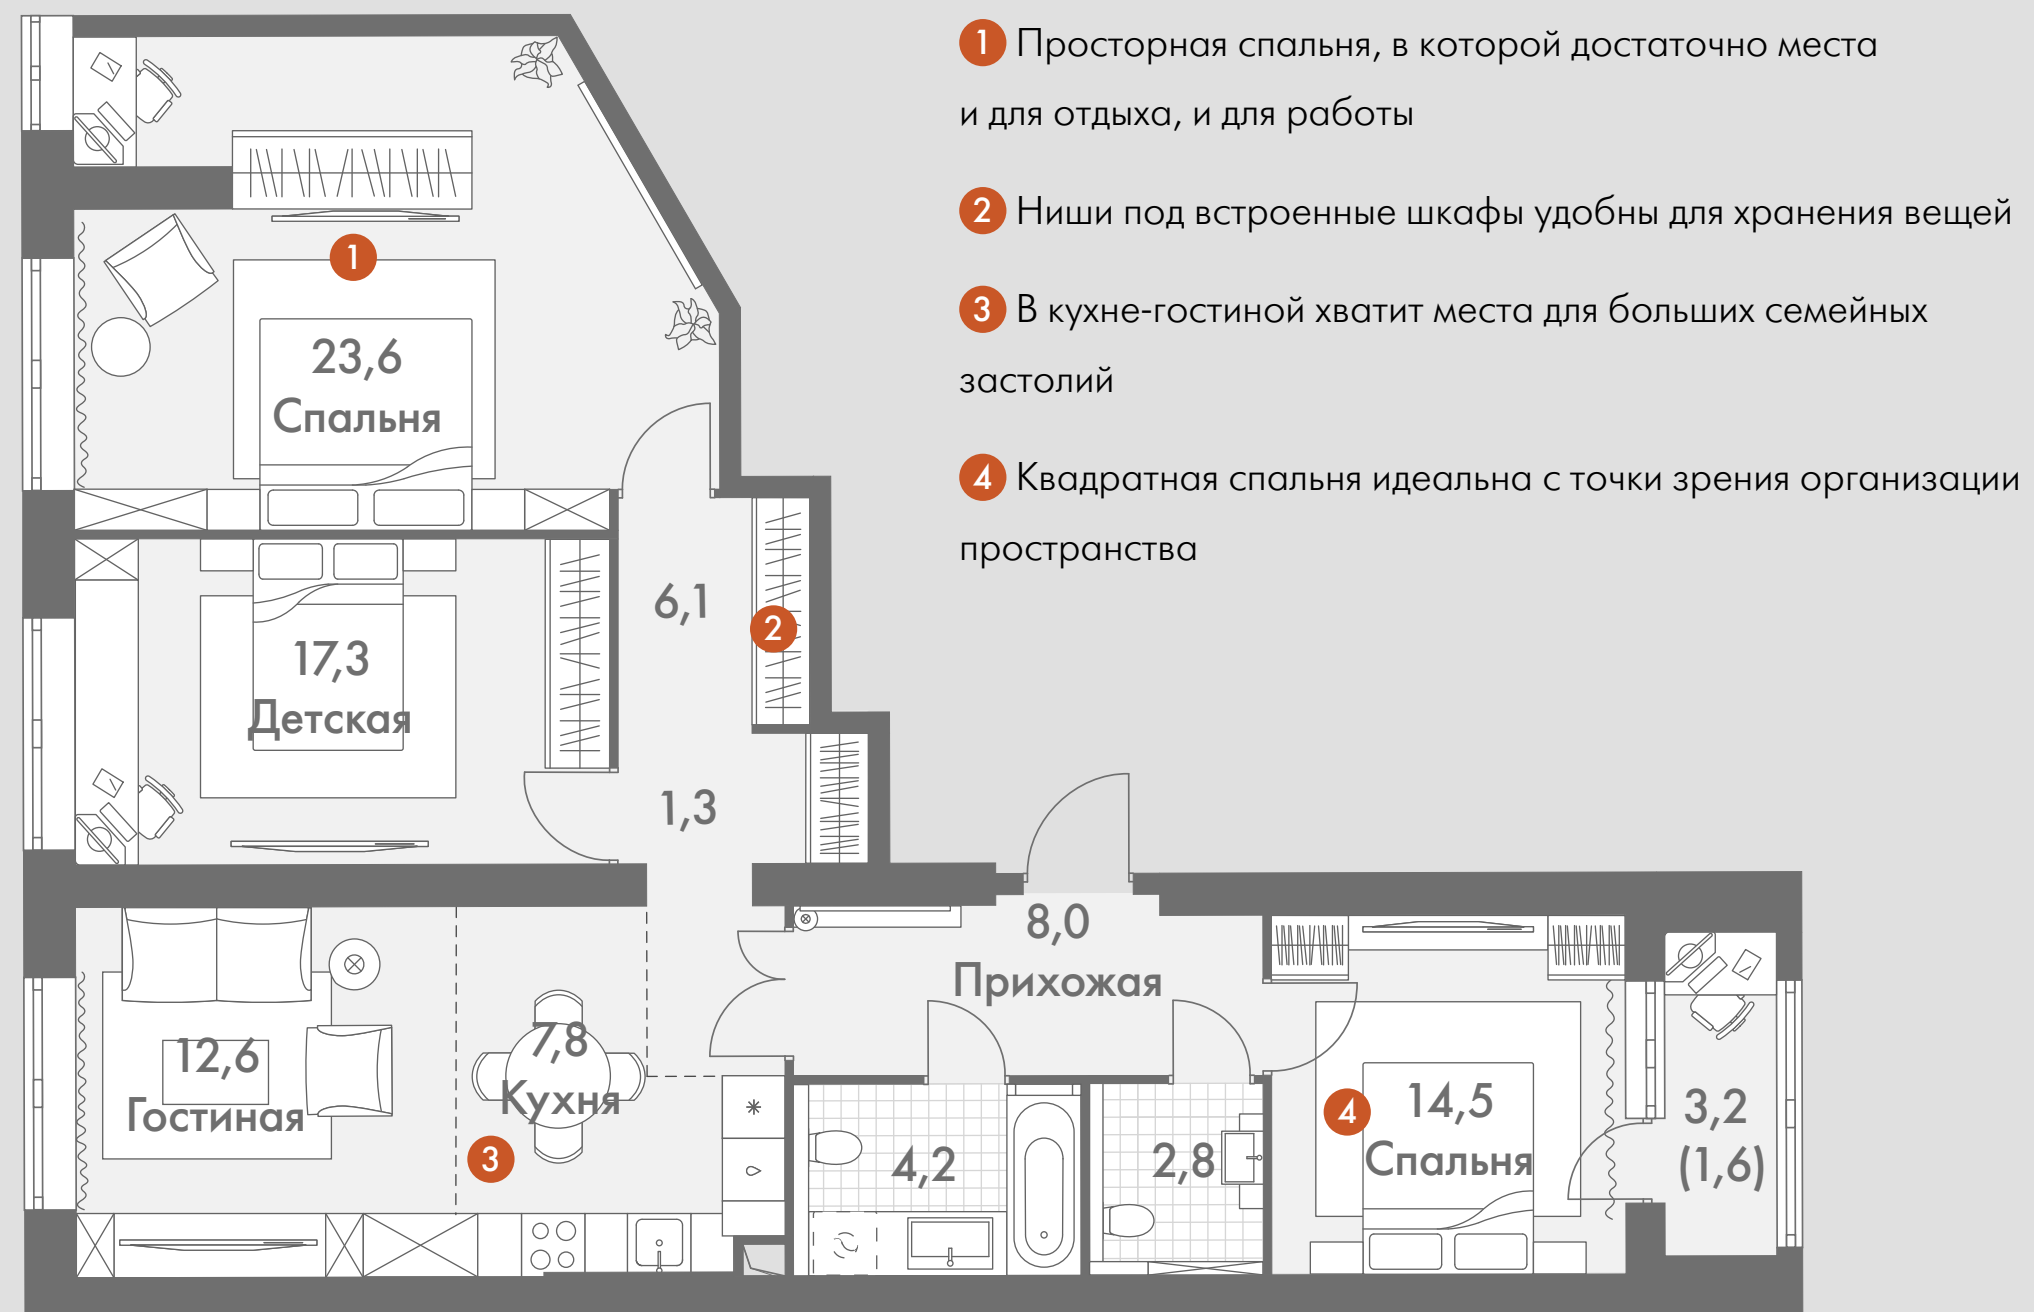 1 Просторная спальня, в которой достаточно места
и для отдыха, и для работы
2 Ниши под встроенные шкафы удобны для хранения вещей
3 В кухне-гостиной хватит места для больших семейных
застолий
4 Квадратная спальня идеальна с точки зрения организации
пространства
1
23,6
Спальня
6,1
2
17,3
Детская
1,3
8,0
Прихожая
12,6
Гостиная
7,8
Кухня
3
4,2
2,8
4
14,5
Спальня
3,2
(1,6)